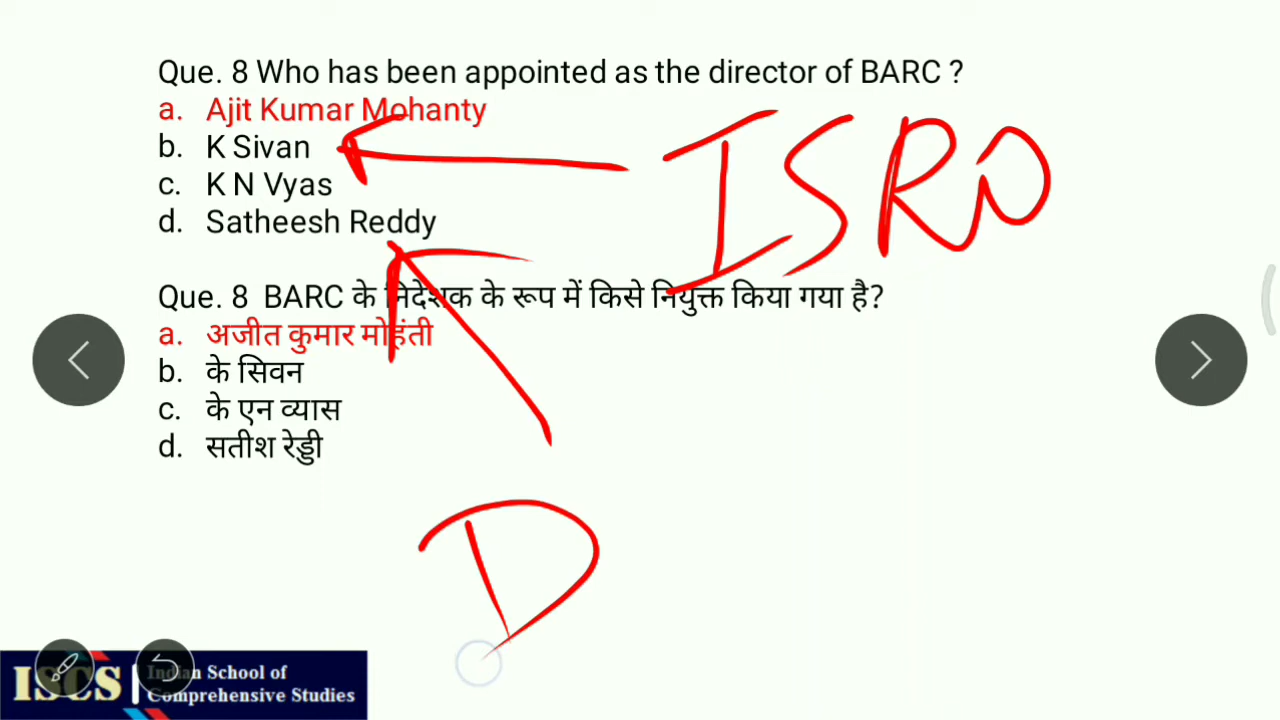 Que. 8 Who has been appointed as the director of BARC ?
a. Ajit Kumar Mohanty
b. K Sivan
c. K N Vyas
d. Satheesh Reddy
ISRO
Que. 8 BARC के निदेशक के रूप में किसे नियुक्त किया गया है?
a. अजीत कुमार मोहंती
b. के सिवन
c. के एन व्यास
d. सतीश रेड्डी
D
ISCS | Indian School of
Comprehensive Studies